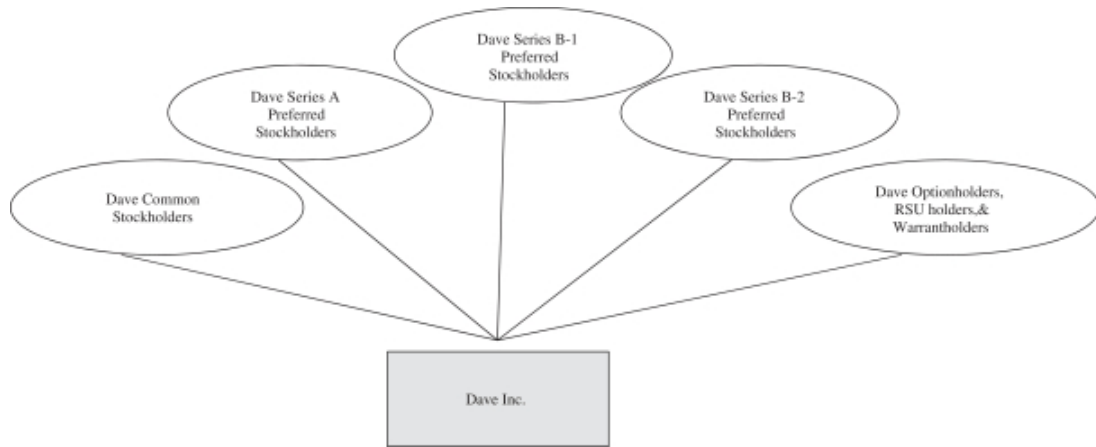 Dave Series B-1
Preferred
Stockholders
Dave Series A
Preferred
Stockholders
Dave Series B-2
Preferred
Stockholders
Dave Common
Stockholders
Dave Optionholders,
RSU holders,&
Warrantholders
Dave Inc.